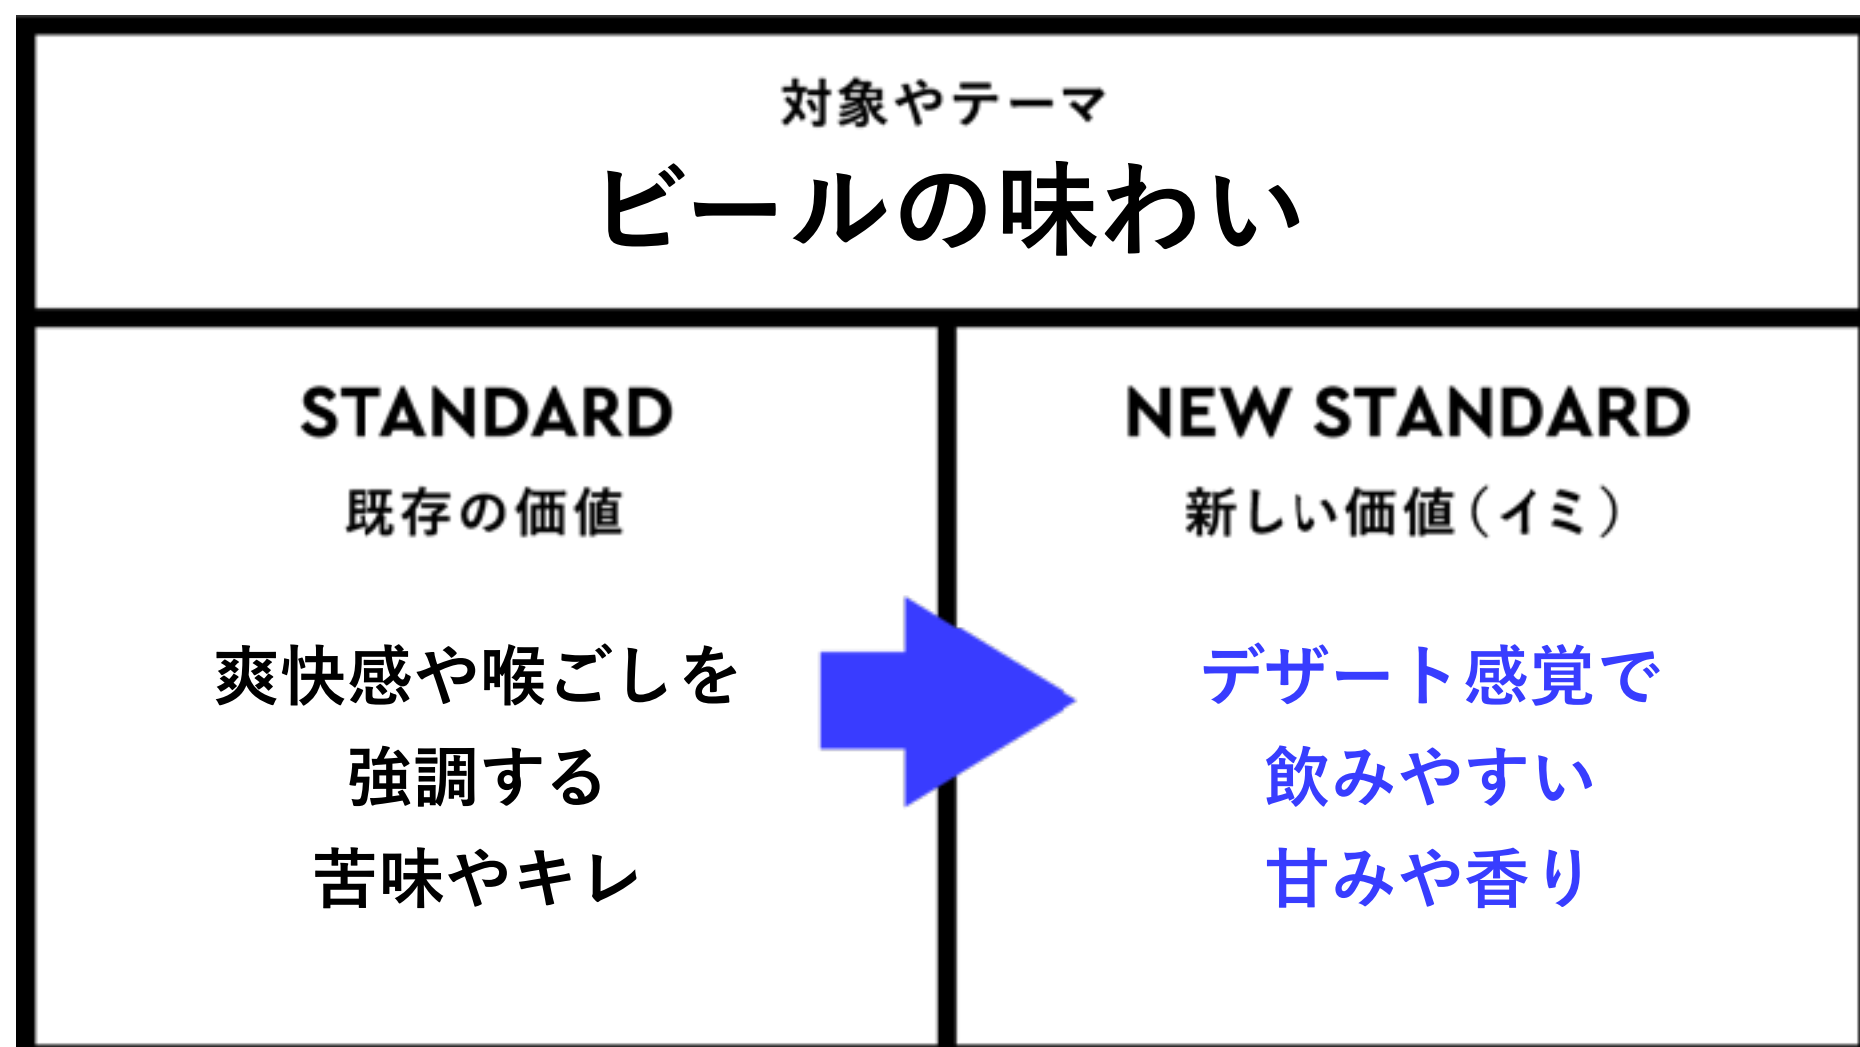 対象やテーマ
ビールの味わい
STANDARD
既存の価値
爽快感や喉ごしを
強調する
苦味やキレ
NEW STANDARD
新しい価値（イミ）
デザート感覚で
飲みやすい
甘みや香り